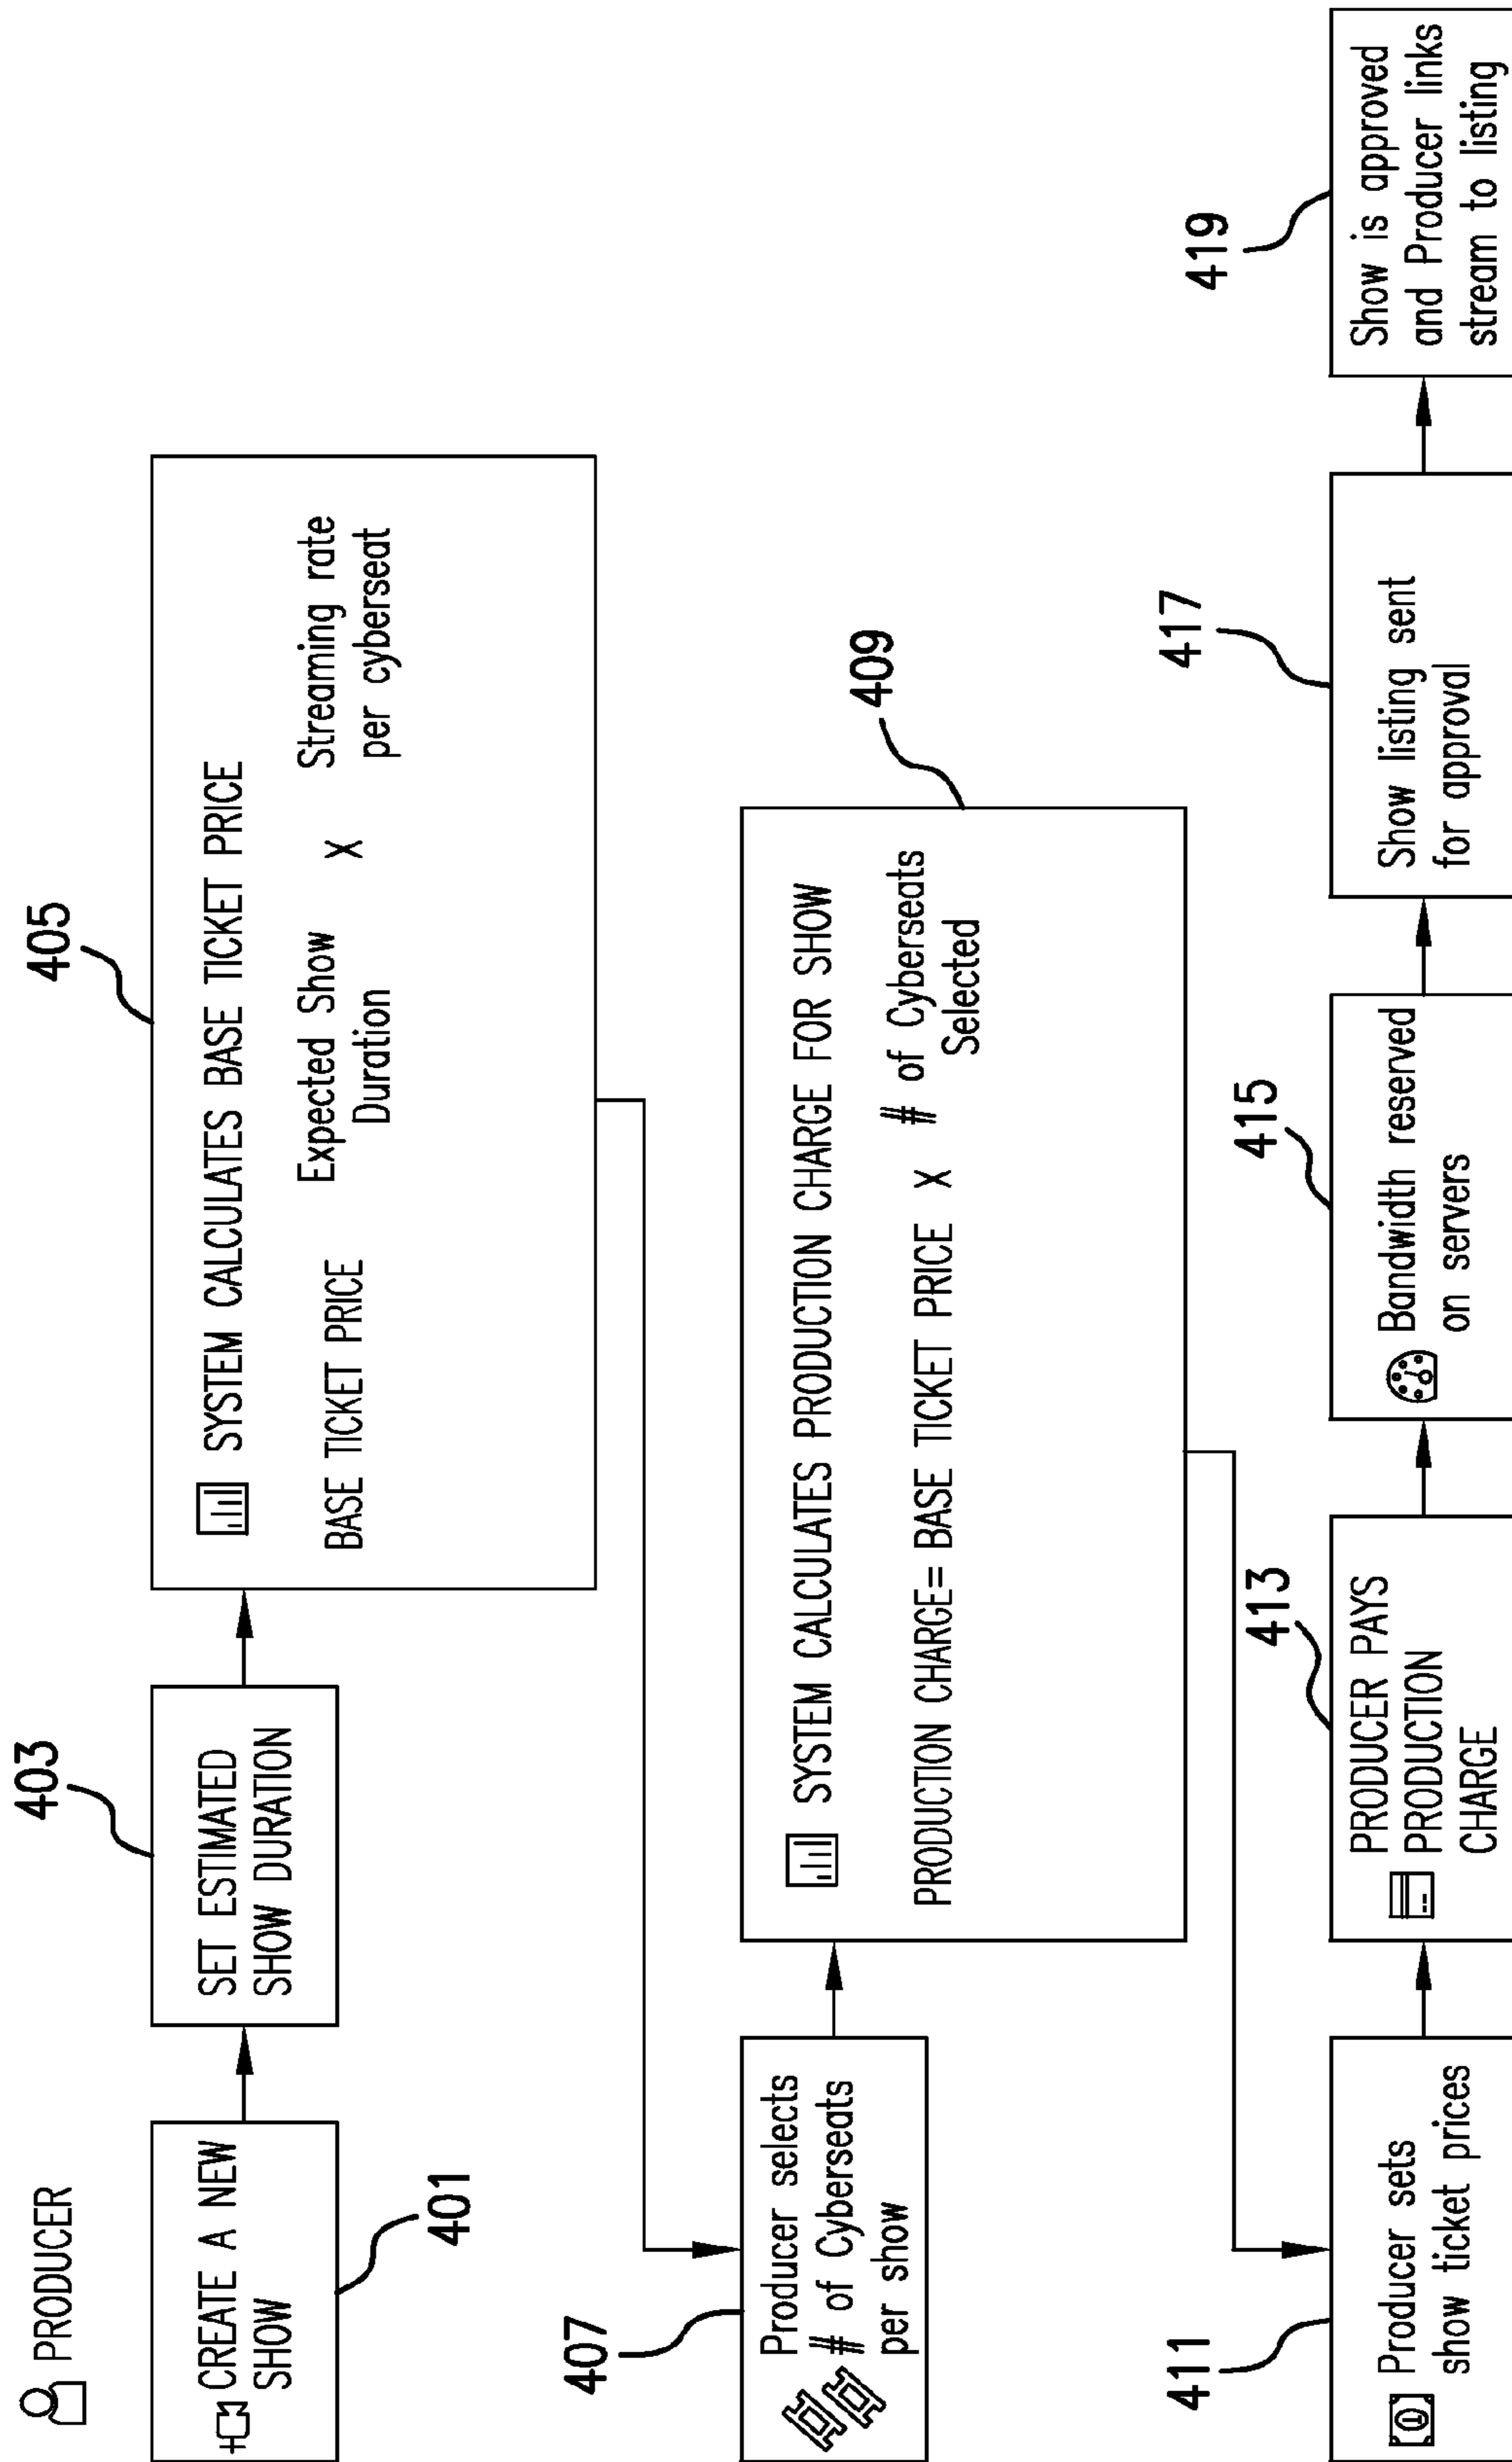 PRODUCER
CREATE A NEW
SHOW
401
SET ESTIMATED
SHOW DURATION
403
SYSTEM CALCULATES BASE TICKET PRICE
BASE TICKET PRICE
Expected Show
Duration
X
Streaming rate
per cyberseat
405
Producer selects
# of Cyberseats
per show
407
SYSTEM CALCULATES PRODUCTION CHARGE FOR SHOW
PRODUCTION CHARGE= BASE TICKET PRICE X
# of Cyberseats
Selected
409
Producer sets
show ticket prices
411
PRODUCER PAYS
PRODUCTION
CHARGE
413
Bandwidth reserved
on servers
415
Show listing sent
for approval
417
Show is approved
and Producer links
stream to listing
419